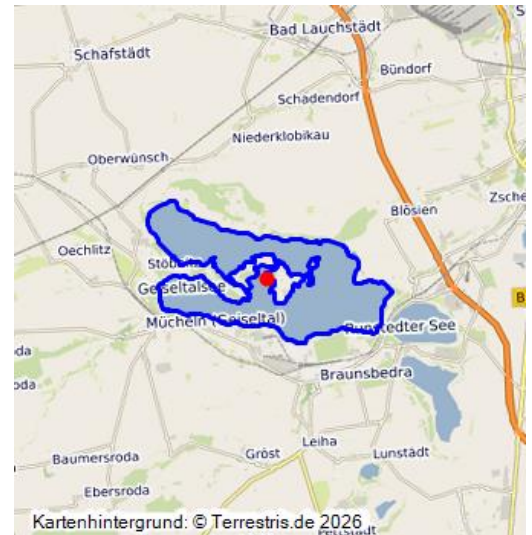 Bad Lauchstädt
Schafstädt
Bündorf
Schadendorf
Niederklobikau
Oberwünsch
Zsche
Blösien
Oechlitz
Geiseltalsee
B
Mücheln (Geiseltal)
Runstedter See
Braunsbedra
Leiha
Gröst
Lunstädt
Baumersroda
Ebersroda
Kartenhintergrund: © Terrestris.de 2026